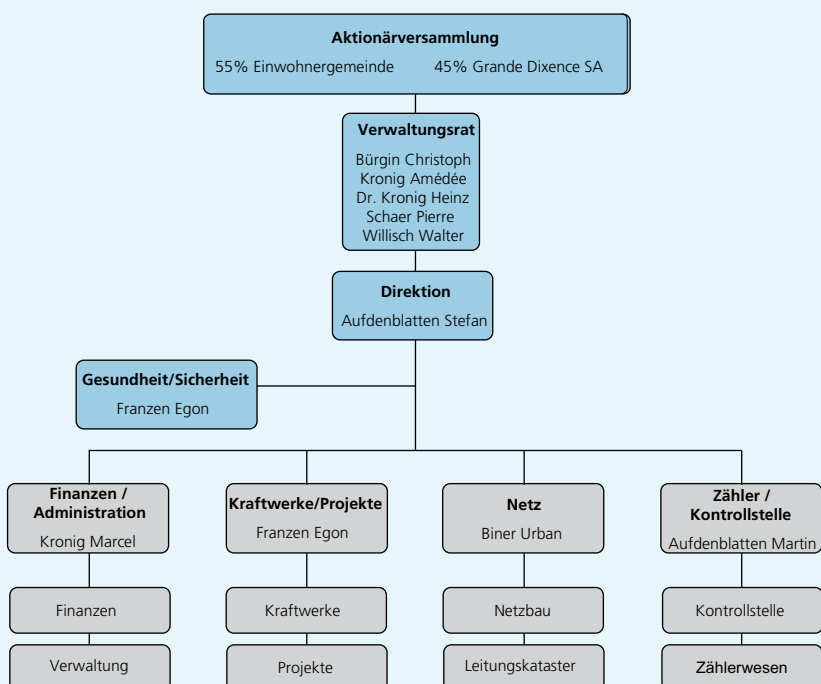 Aktionärversammlung
55% Einwohnergemeinde 45% Grande Dixence SA
Verwaltungsrat
Bürgin Christoph
Kronig Amédée
Dr. Kronig Heinz
Schaer Pierre
Willisch Walter
Direktion
Aufdenblatten Stefan
Gesundheit/Sicherheit
Franzen Egon
Finanzen /
Administration
Kronig Marcel
Kraftwerke/Projekte
Franzen Egon
Netz
Biner Urban
Zähler /
Kontrollstelle
Aufdenblatten Martin
Finanzen
Kraftwerke
Netzbau
Kontrollstelle
Verwaltung
Projekte
Leitungskataster
Zählerwesen